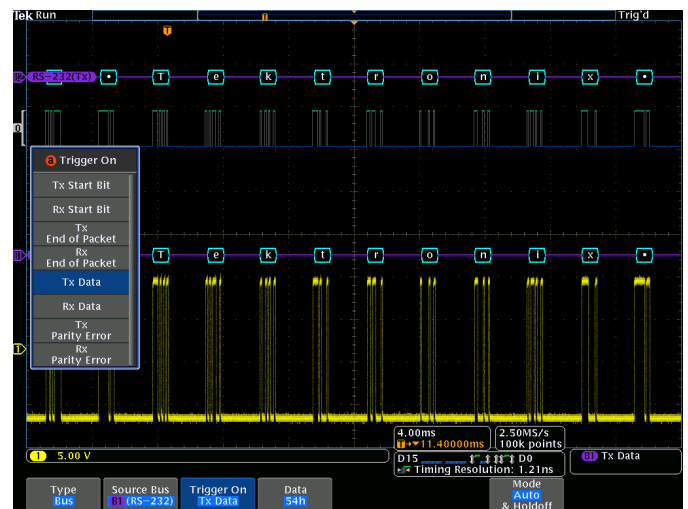 Tek Run Trig'd
RS-232(TX) • T e k t r o n i x •
a Trigger On
Tx Start Bit
Rx Start Bit
Tx
End of Packet
Rx
End of Packet
Tx Data
Rx Data
Tx
Parity Error
Rx
Parity Error
B1 T e k t r o n i x •
1
4.00ms
T→▼11.40000ms
2.50MS/s
100k points
1 5.00 V
D15 D0
Timing Resolution: 1.21ns
B1 Tx Data
Type
Bus
Source Bus
B1 (RS-232)
Trigger On
Tx Data
Data
54h
Mode
Auto
& Holdoff